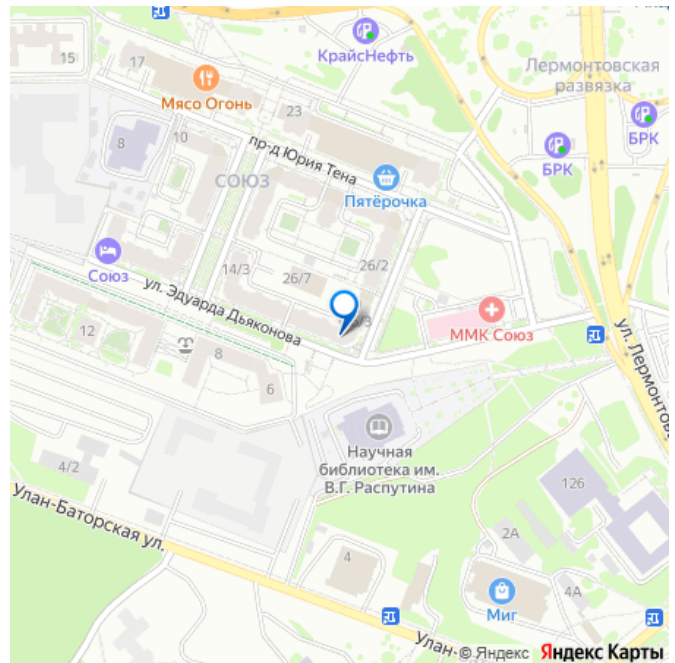 КрайсНефть
Лермонтовская
развязка
15
17
Мясо Огонь
23
БРК
БРК
8
10
пр-д Юрия Тена
СОЮЗ
Пятёрочка
Союз
14/3
26/7
26/2
ул. Эдуарда Дьяконова
ММК Союз
12
8
6
ул. Лермонтова
Научная
библиотека им.
В.Г. Распутина
4/2
126
Улан-Баторская ул.
2А
4
4А
Миг
Улан-
© Яндекс Яндекс Карты